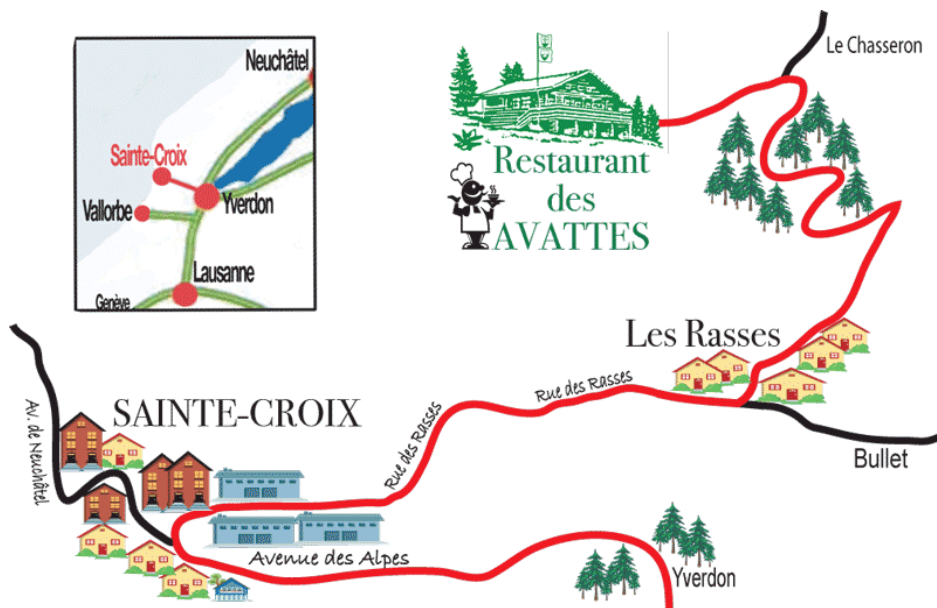 Neuchâtel
Sainte-Croix
Vallorbe
Yverdon
Lausanne
Genève
Restaurant
des
AVATTES
Le Chasseron
Les Rasses
Rue des Rasses
Rue des Rasses
Bullet
SAINTE-CROIX
Av. de Neuchâtel
Avenue des Alpes
Yverdon